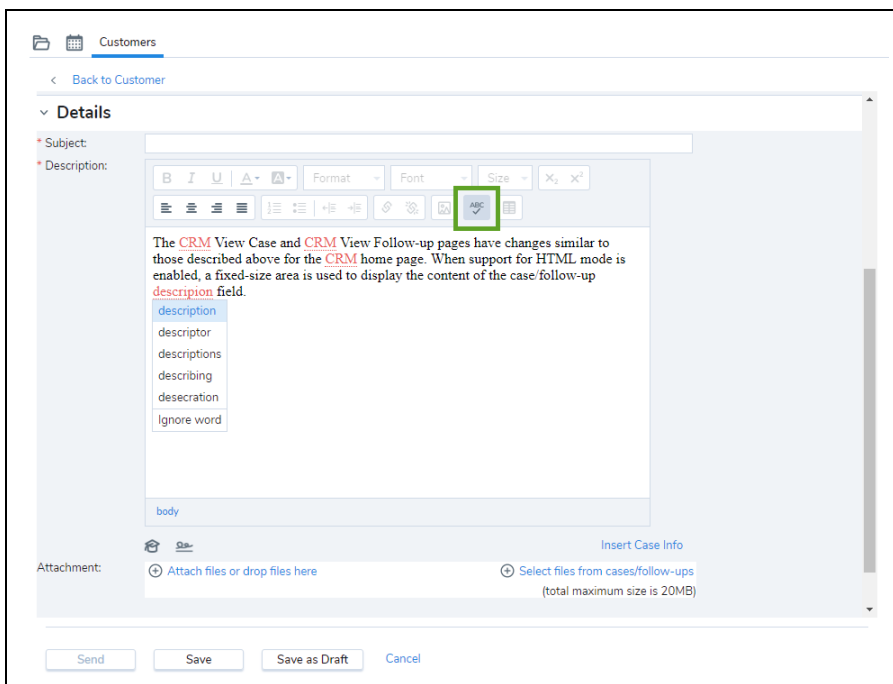 Customers
< Back to Customer
Details
* Subject:
* Description:
B I U A A Format Font Size X₂ X²
ABC
The CRM View Case and CRM View Follow-up pages have changes similar to
those described above for the CRM home page. When support for HTML mode is
enabled, a fixed-size area is used to display the content of the case/follow-up
descripion field.
description
descriptor
descriptions
describing
desecration
Ignore word
body
Insert Case Info
Attachment: Attach files or drop files here Select files from cases/follow-ups
(total maximum size is 20MB)
Send Save Save as Draft Cancel